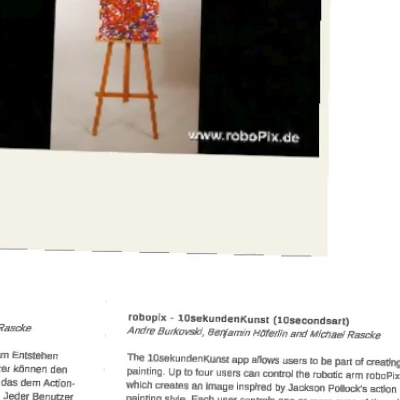 www.roboPix.de
Rascke
m Entstehen
er können den
das dem Action-
Jeder Benutzer
robopix - 10sekundenKunst (10secondsart)
Andre Burkovski, Benjamin Höferlin and Michael Rascke
The 10sekundenKunst app allows users to be part of creating
painting. Up to four users can control the robotic arm roboPix
which creates an image inspired by Jackson Pollock's action
painting style. Each user controls one or more